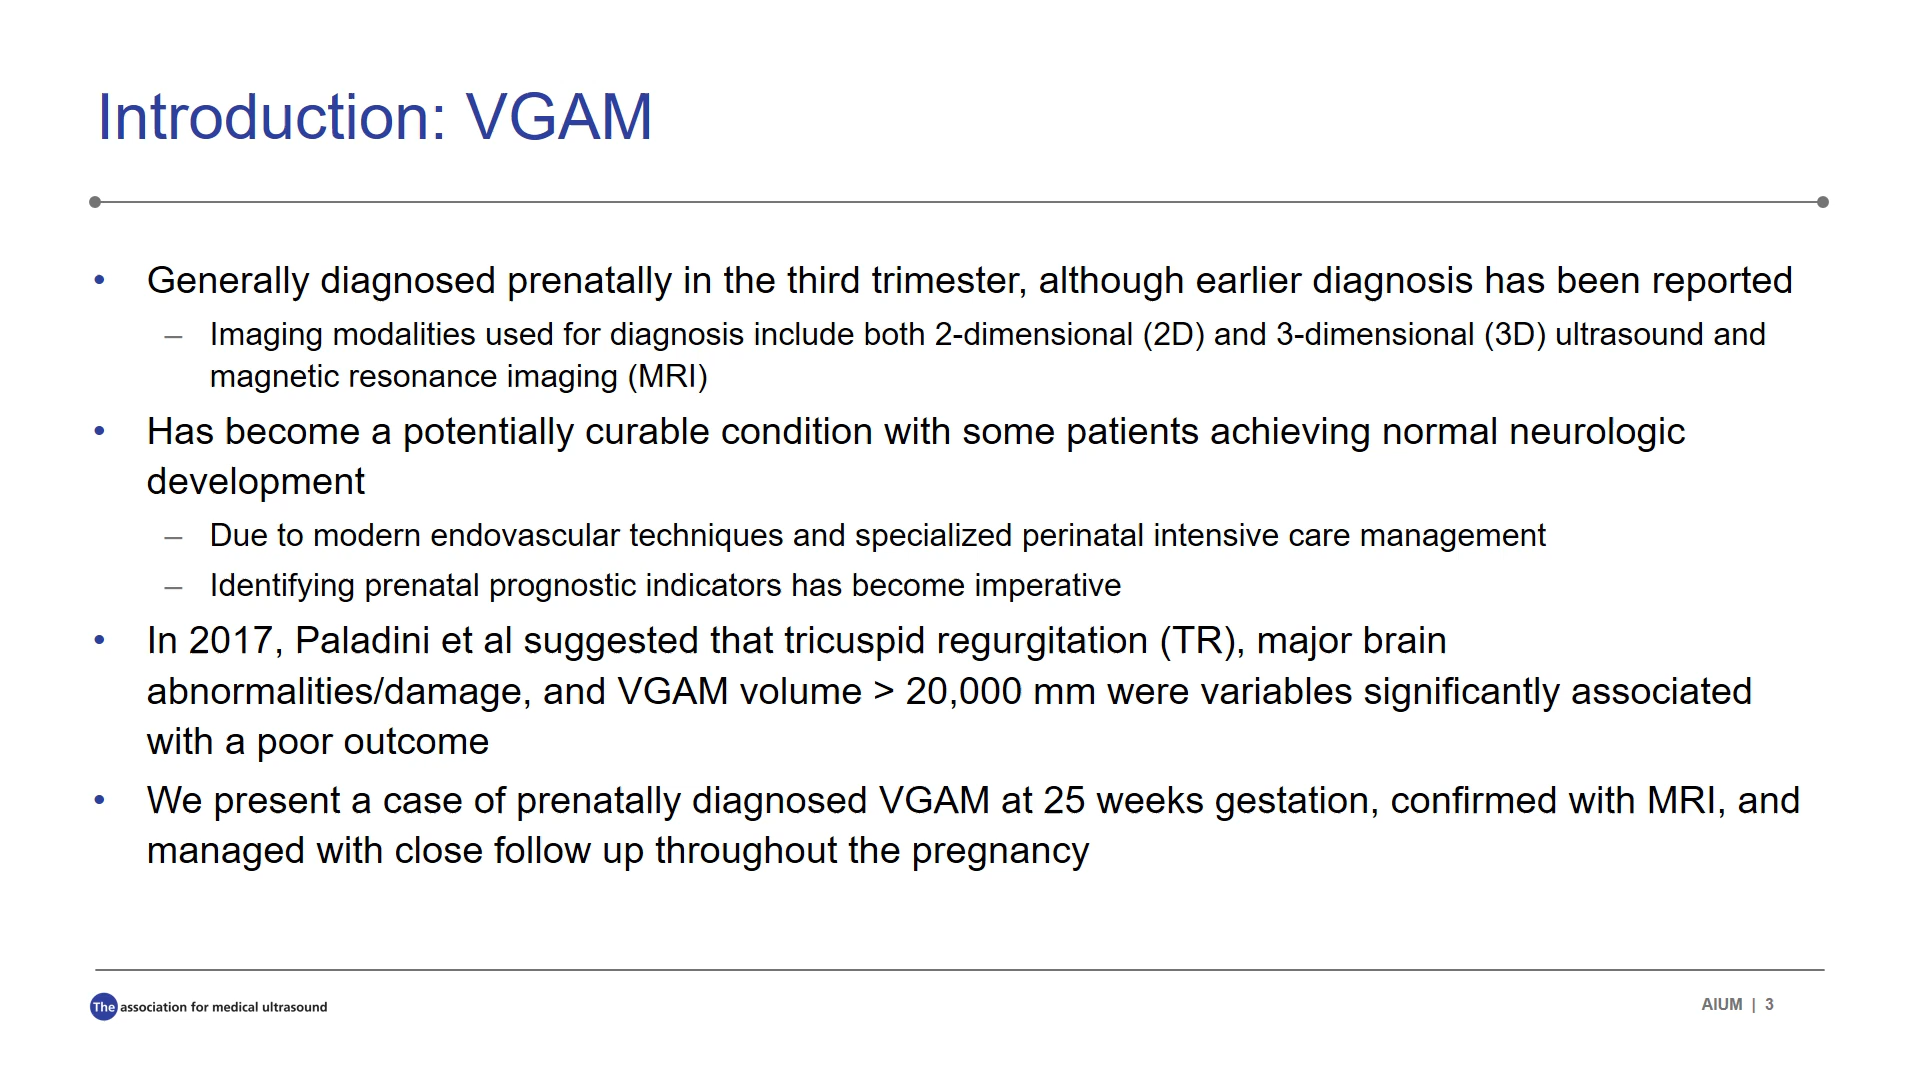 Introduction: VGAM
• Generally diagnosed prenatally in the third trimester, although earlier diagnosis has been reported
– Imaging modalities used for diagnosis include both 2-dimensional (2D) and 3-dimensional (3D) ultrasound and
magnetic resonance imaging (MRI)
• Has become a potentially curable condition with some patients achieving normal neurologic
development
– Due to modern endovascular techniques and specialized perinatal intensive care management
– Identifying prenatal prognostic indicators has become imperative
• In 2017, Paladini et al suggested that tricuspid regurgitation (TR), major brain
abnormalities/damage, and VGAM volume > 20,000 mm were variables significantly associated
with a poor outcome
• We present a case of prenatally diagnosed VGAM at 25 weeks gestation, confirmed with MRI, and
managed with close follow up throughout the pregnancy
The association for medical ultrasound
AIUM | 3